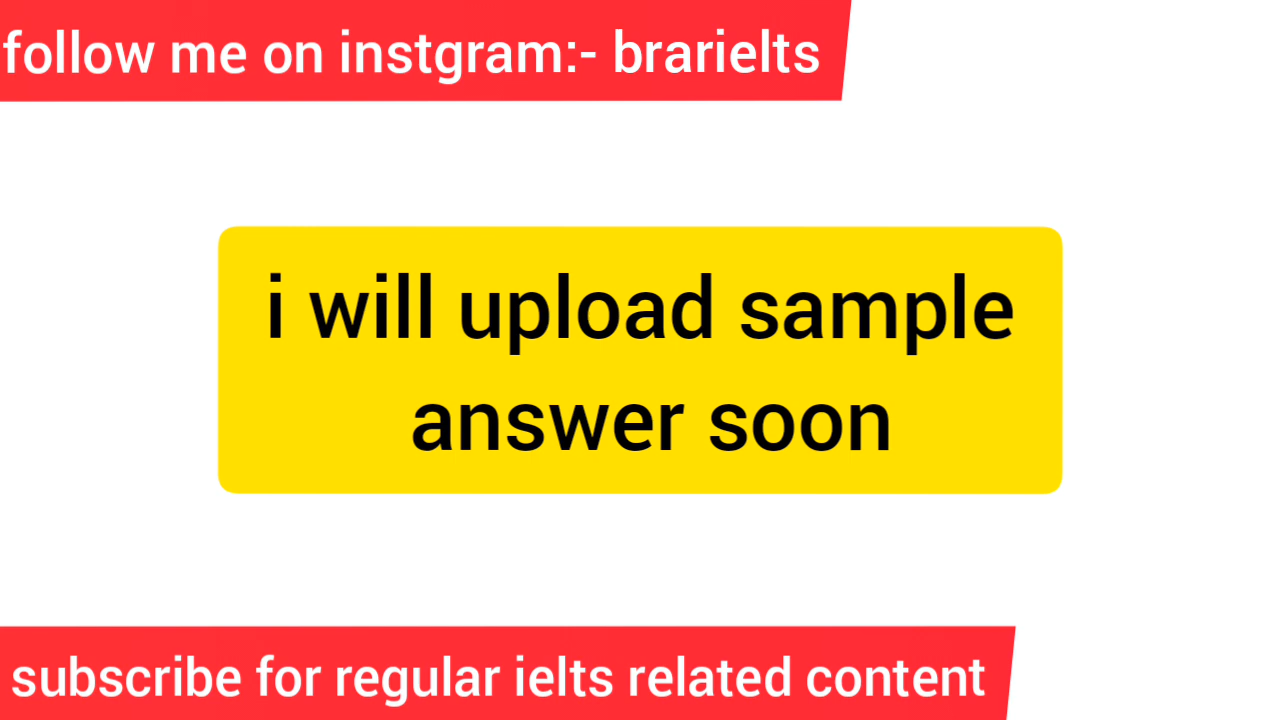 follow me on instgram:- brarielts
i will upload sample
answer soon
subscribe for regular ielts related content